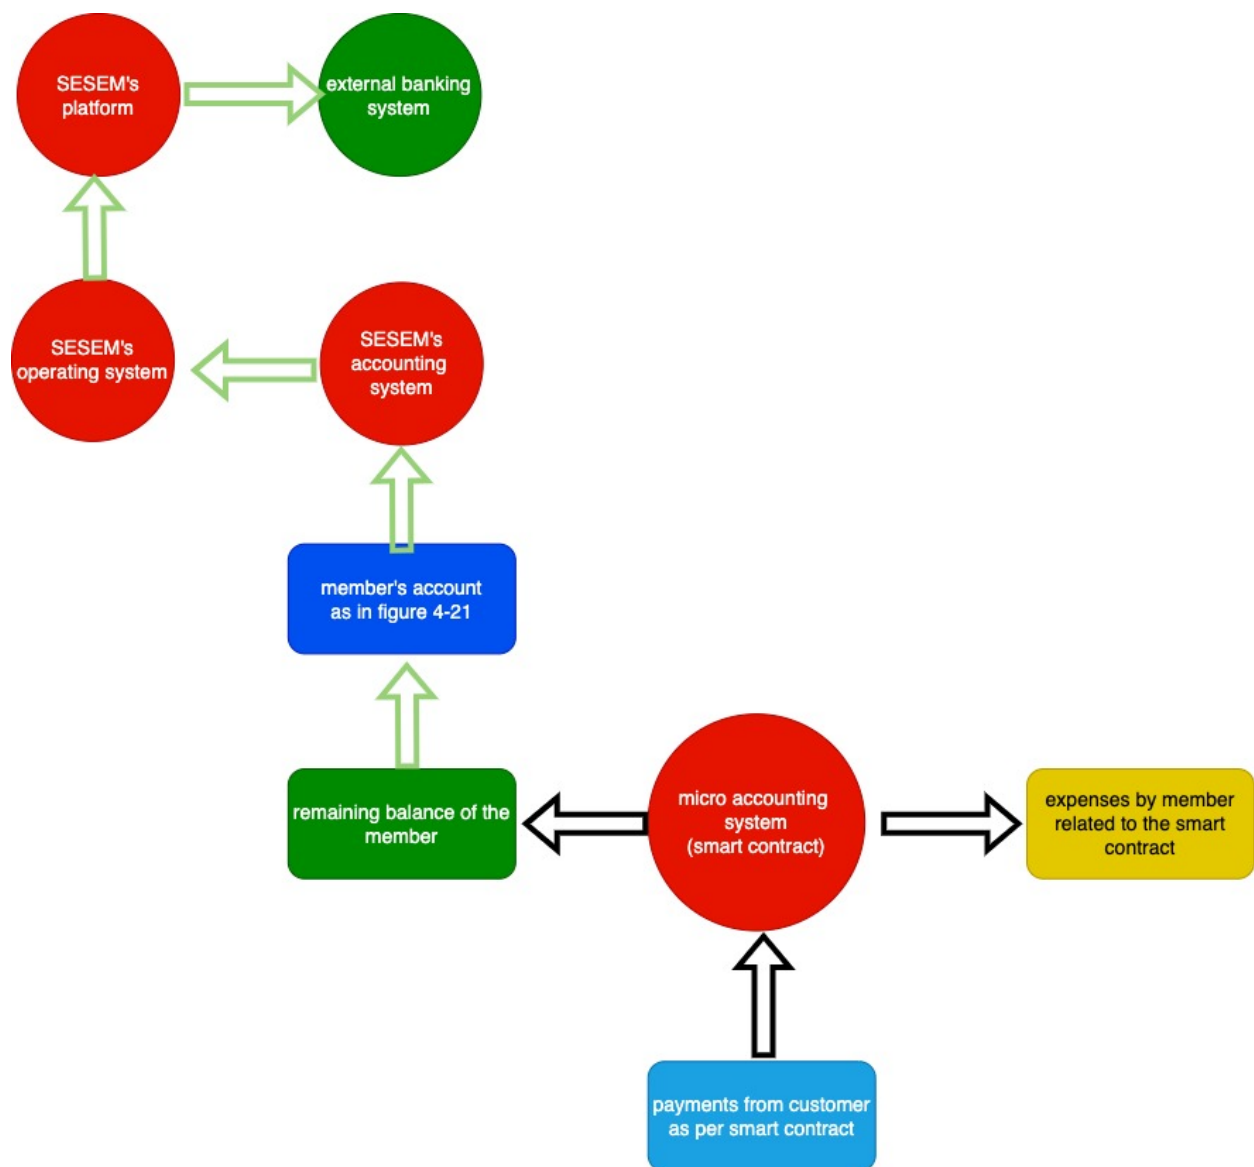 SESEM's
platform
external banking
system
SESEM's
operating system
SESEM's
accounting
system
member's account
as in figure 4-21
remaining balance of the
member
micro accounting
system
(smart contract)
expenses by member
related to the smart
contract
payments from customer
as per smart contract